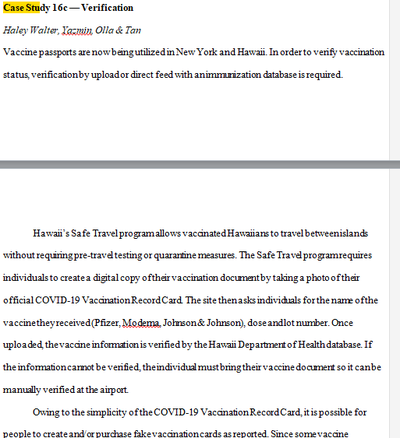 Case Study 16c — Verification
Haley Walter, Yazmin, Olla & Tan
Vaccine passports are now being utilized in New York and Hawaii. In order to verify vaccination
status, verification by upload or direct feed with an immunization database is required.
Hawaii's Safe Travel program allows vaccinated Hawaiians to travel between islands
without requiring pre-travel testing or quarantine measures. The Safe Travel program requires
individuals to create a digital copy of their vaccination document by taking a photo of their
official COVID-19 Vaccination Record Card. The site then asks individuals for the name of the
vaccine they received (Pfizer, Moderna, Johnson & Johnson), dose and lot number. Once
uploaded, the vaccine information is verified by the Hawaii Department of Health database. If
the information cannot be verified, the individual must bring their vaccine document so it can be
manually verified at the airport.
Owing to the simplicity of the COVID-19 Vaccination Record Card, it is possible for
people to create and/or purchase fake vaccination cards as reported. Since some vaccine